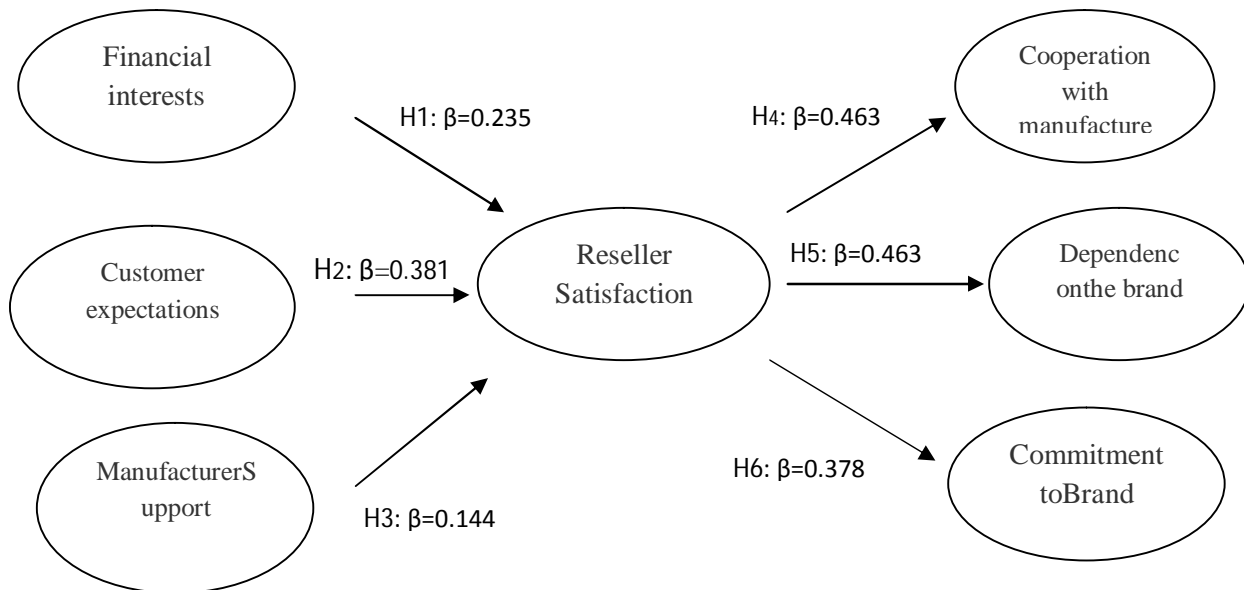 Financial
interests
H1: β=0.235
Customer
expectations
H2: β=0.381
ManufacturerS
upport
H3: β=0.144
Reseller
Satisfaction
H4: β=0.463
Cooperation
with
manufacture
H5: β=0.463
Dependenc
onthe brand
H6: β=0.378
Commitment
toBrand